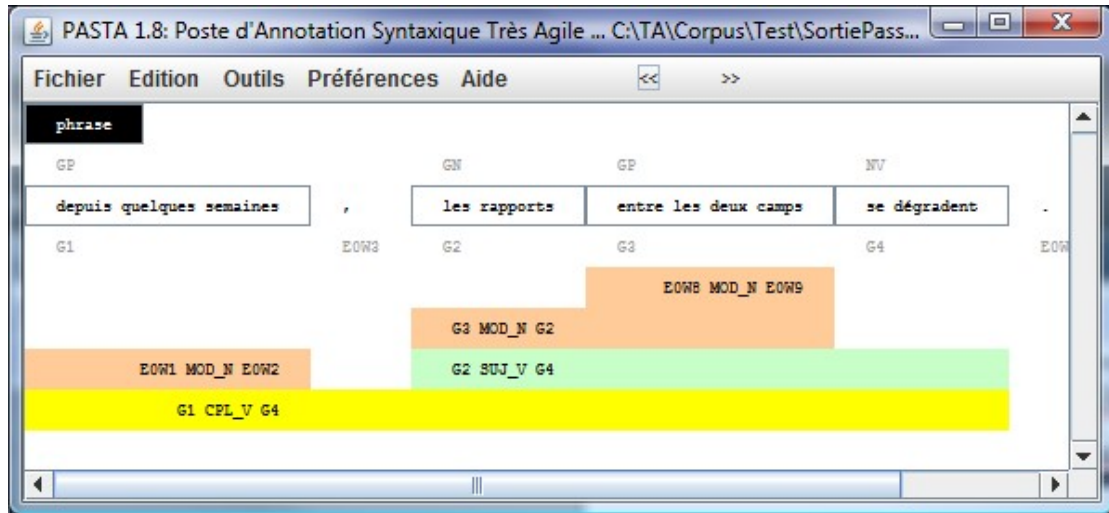 PASTA 1.8: Poste d'Annotation Syntaxique Très Agile ... C:\TA\Corpus\Test\SortiePass...
Fichier Edition Outils Préférences Aide << >>
phrase
GP GN GP NV
depuis quelques semaines , les rapports entre les deux camps se dégradent .
G1 E0W3 G2 G3 G4 E0W
E0W8 MOD_N E0W9
G3 MOD_N G2
E0W1 MOD_N E0W2 G2 SUJ_V G4
G1 CPL_V G4